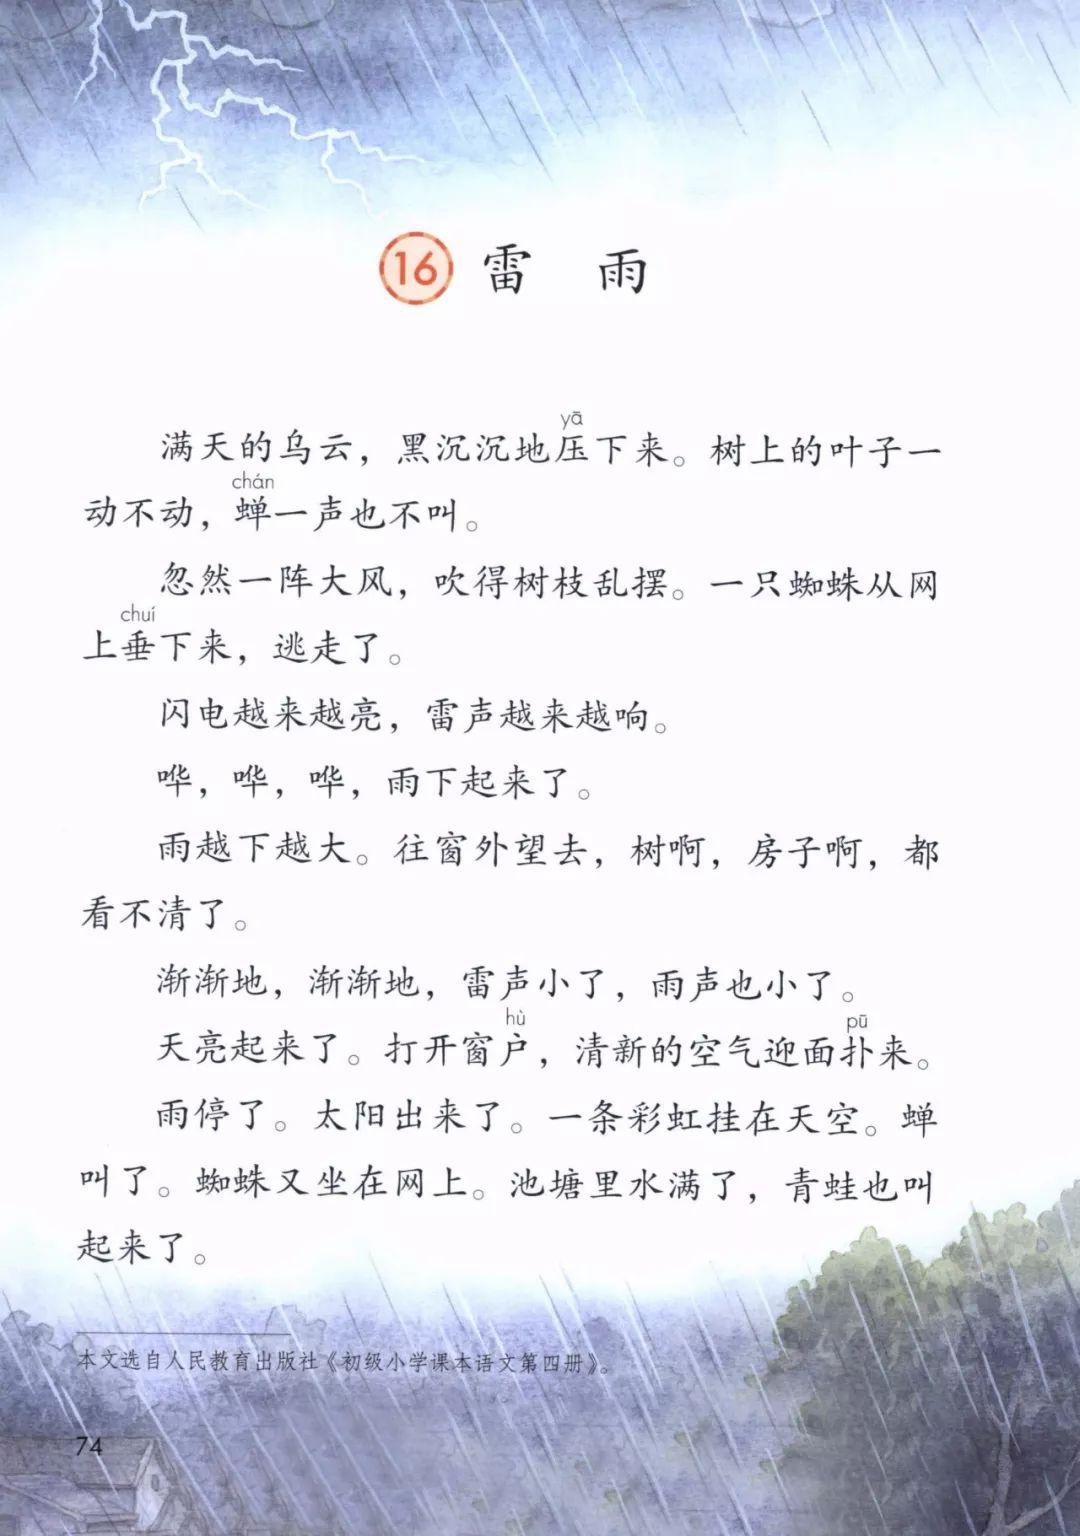 16 雷 雨
yā
满天的乌云，黑沉沉地压下来。树上的叶子一
chán
动不动，蝉一声也不叫。
忽然一阵大风，吹得树枝乱摆。一只蜘蛛从网
chuí
上垂下来，逃走了。
闪电越来越亮，雷声越来越响。
哗，哗，哗，雨下起来了。
雨越下越大。往窗外望去，树啊，房子啊，都
看不清了。
渐渐地，渐渐地，雷声小了，雨声也小了。
hù pū
天亮起来了。打开窗户，清新的空气迎面扑来。
雨停了。太阳出来了。一条彩虹挂在天空。蝉
叫了。蜘蛛又坐在网上。池塘里水满了，青蛙也叫
起来了。
本文选自人民教育出版社《初级小学课本语文第四册》。
74